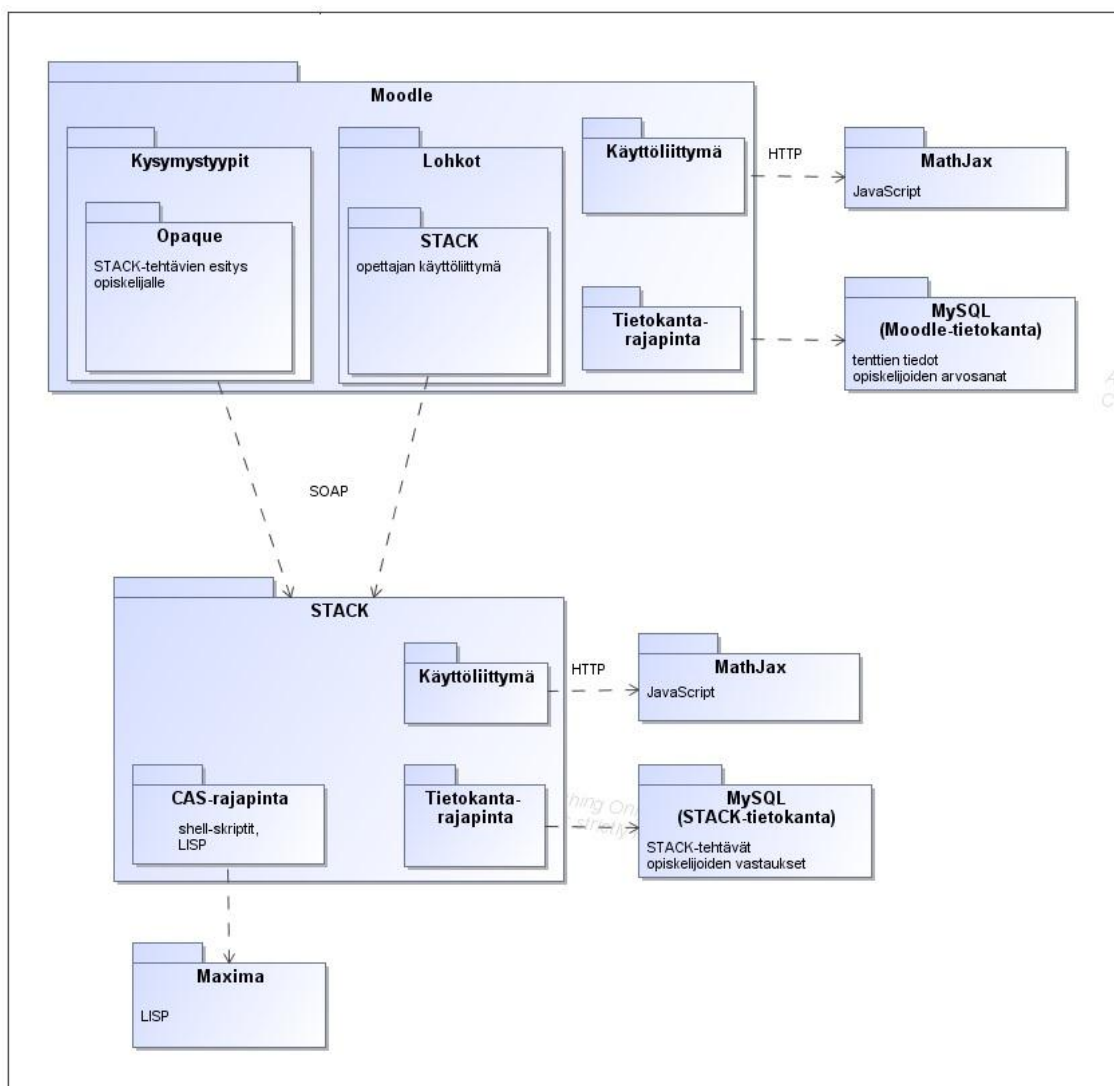 Moodle
Kysymystyypit
Opaque
STACK-tehtävien esitys
opiskelijalle
Lohkot
STACK
opettajan käyttöliittymä
Käyttöliittymä
HTTP
MathJax
JavaScript
Tietokanta-
rajapinta
MySQL
(Moodle-tietokanta)
tenttien tiedot
opiskelijoiden arvosanat
SOAP
STACK
Käyttöliittymä
HTTP
MathJax
JavaScript
CAS-rajapinta
shell-skriptit,
LISP
Tietokanta-
rajapinta
strictly
MySQL
(STACK-tietokanta)
STACK-tehtävät
opiskelijoiden vastaukset
Maxima
LISP